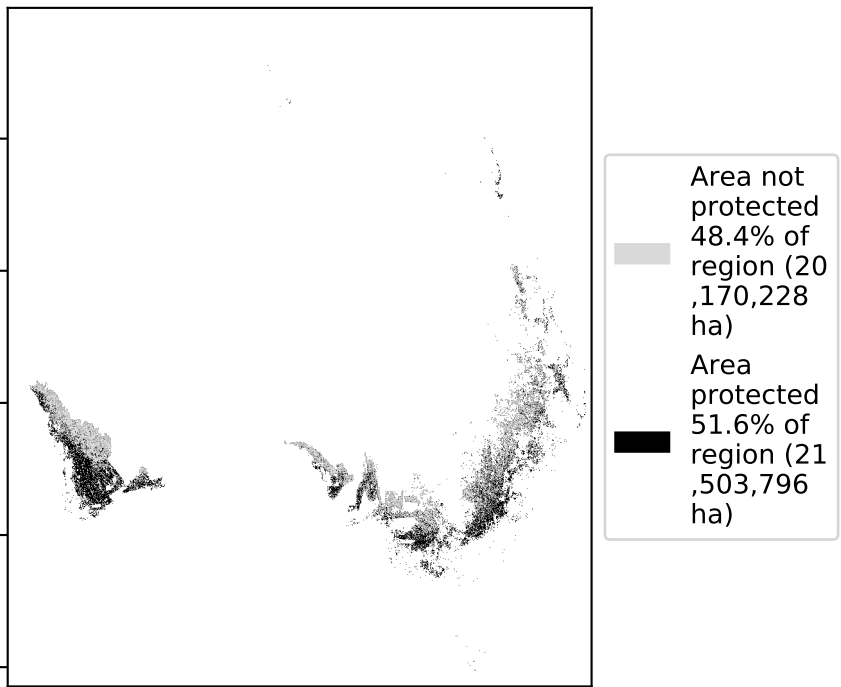 Area not
protected
48.4% of
region (20
,170,228
ha)
Area
protected
51.6% of
region (21
,503,796
ha)